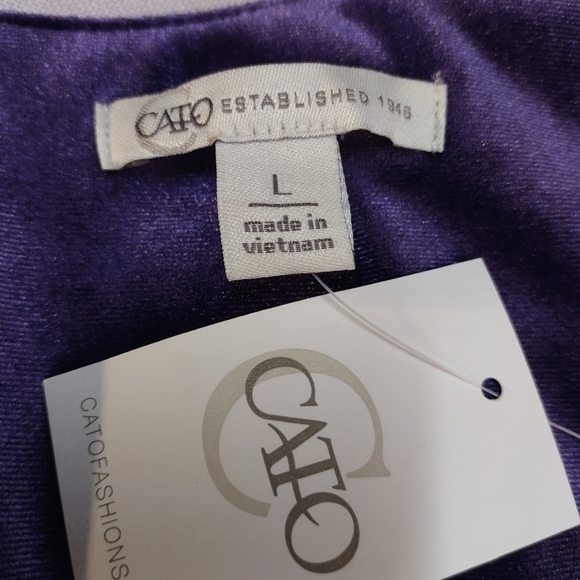 CATO ESTABLISHED 1946
L
made in
vietnam
CATO
CATOFASHIONS